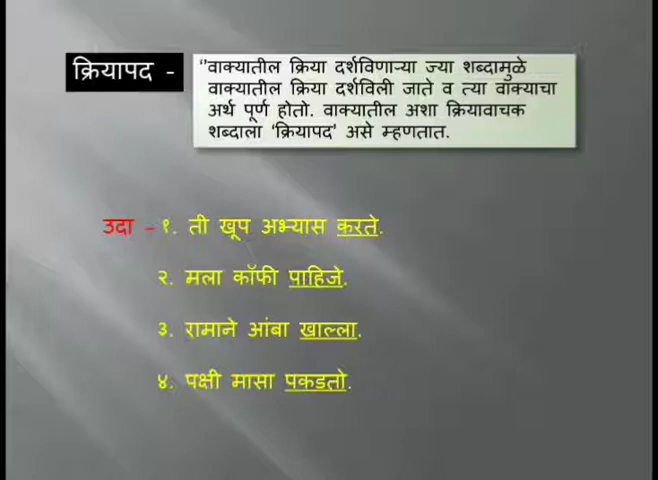 क्रियापद -
‘'वाक्यातील क्रिया दर्शविणाऱ्या ज्या शब्दामुळे
वाक्यातील क्रिया दर्शविली जाते व त्या वाक्याचा
अर्थ पूर्ण होतो. वाक्यातील अशा क्रियावाचक
शब्दाला ‘क्रियापद’ असे म्हणतात.
उदा – १. ती खूप अभ्यास करते.
२. मला कॉफी पाहिजे.
३. रामाने आंबा खाल्ला.
४. पक्षी मासा पकडतो.